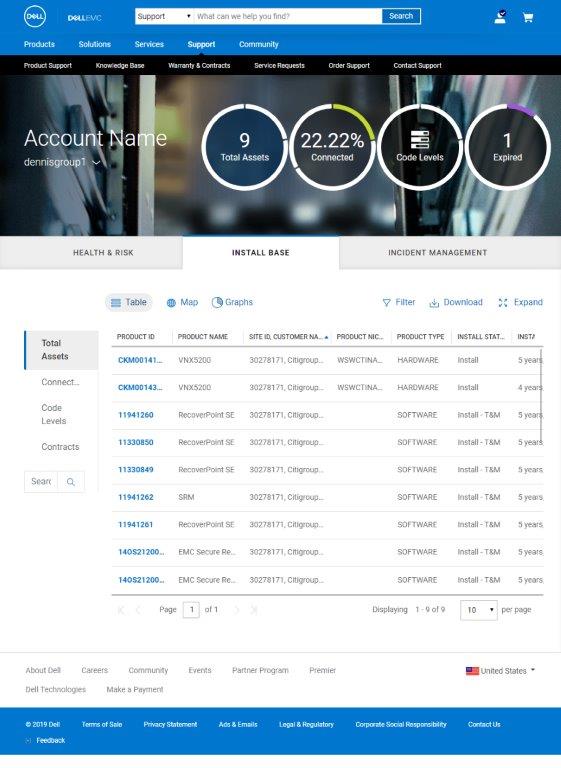 DELL DELLEMC Support What can we help you find? Search
Products Solutions Services Support Community
Product Support Knowledge Base Warranty & Contracts Service Requests Order Support Contact Support
Account Name
dennisgroup1
9
Total Assets
22.22%
Connected
Code Levels
1
Expired
HEALTH & RISK INSTALL BASE INCIDENT MANAGEMENT
Table Map Graphs Filter Download Expand
Total
Assets
Connect...
Code
Levels
Contracts
Searc
PRODUCT ID PRODUCT NAME SITE ID, CUSTOMER NA... PRODUCT NIC... PRODUCT TYPE INSTALL STAT... INSTA
CKM00141... VNX5200 30278171, Citigroup... WSWCTINA... HARDWARE Install 5 years,
CKM00143... VNX5200 30278171, Citigroup... WSWCTINA... HARDWARE Install 4 years
11941260 RecoverPoint SE 30278171, Citigroup... SOFTWARE Install - T&M 5 years,
11330850 RecoverPoint SE 30278171, Citigroup... SOFTWARE Install - T&M 5 years,
11330849 RecoverPoint SE 30278171, Citigroup... SOFTWARE Install - T&M 5 years,
11941262 SRM 30278171, Citigroup... SOFTWARE Install - T&M 5 years,
11941261 RecoverPoint SE 30278171, Citigroup... SOFTWARE Install - T&M 5 years,
14OS21200... EMC Secure Re... 30278171, Citigroup... SOFTWARE Install - T&M 5 years,
14OS21200... EMC Secure Re... 30278171, Citigroup... SOFTWARE Install - T&M 5 years,
Page 1 of 1 Displaying 1 - 9 of 9 10 per page
About Dell Careers Community Events Partner Program Premier United States
Dell Technologies Make a Payment
© 2019 Dell Terms of Sale Privacy Statement Ads & Emails Legal & Regulatory Corporate Social Responsibility Contact Us
[-] Feedback